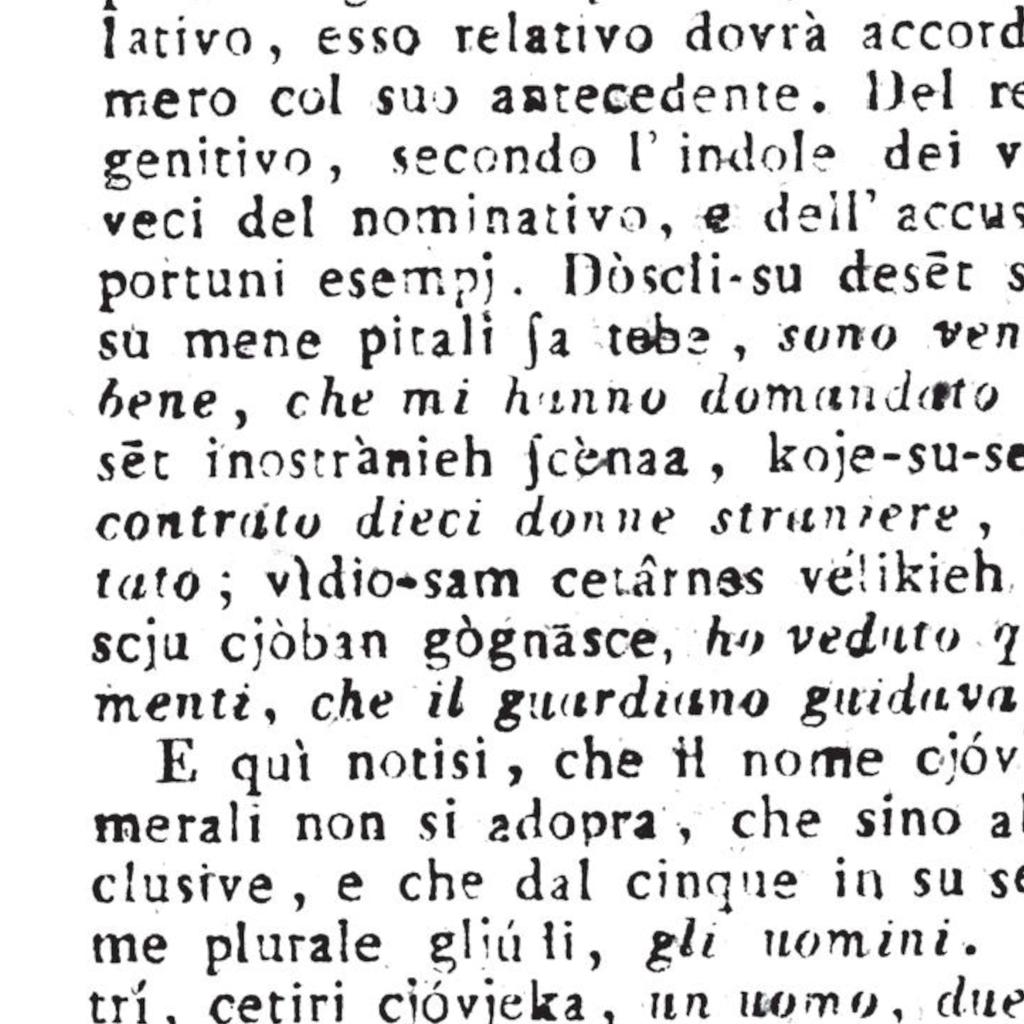 lativo, esso relativo dovrà accord
mero col suo antecedente. Del re
genitivo, secondo l' indole dei v
veci del nominativo, e dell' accus
portuni esempj. Dòscli-su desēt s
su mene pitali ſa tebe, sono ven
bene, che mi hanno domandato
sēt inostrànieh ſcènaa, koje-su-se
contrato dieci donne straniere,
tato; vìdio-sam cetârnes vélikieh
scju cjòban gògnāsce, ho veduto q
menti, che il guardiano guidava
E quì notisi, che il nome cjóv
merali non si adopra, che sino al
clusive, e che dal cinque in su se
me plurale gliúdi, gli uomini.
trí, cetiri cjóvjeka, un uomo, due